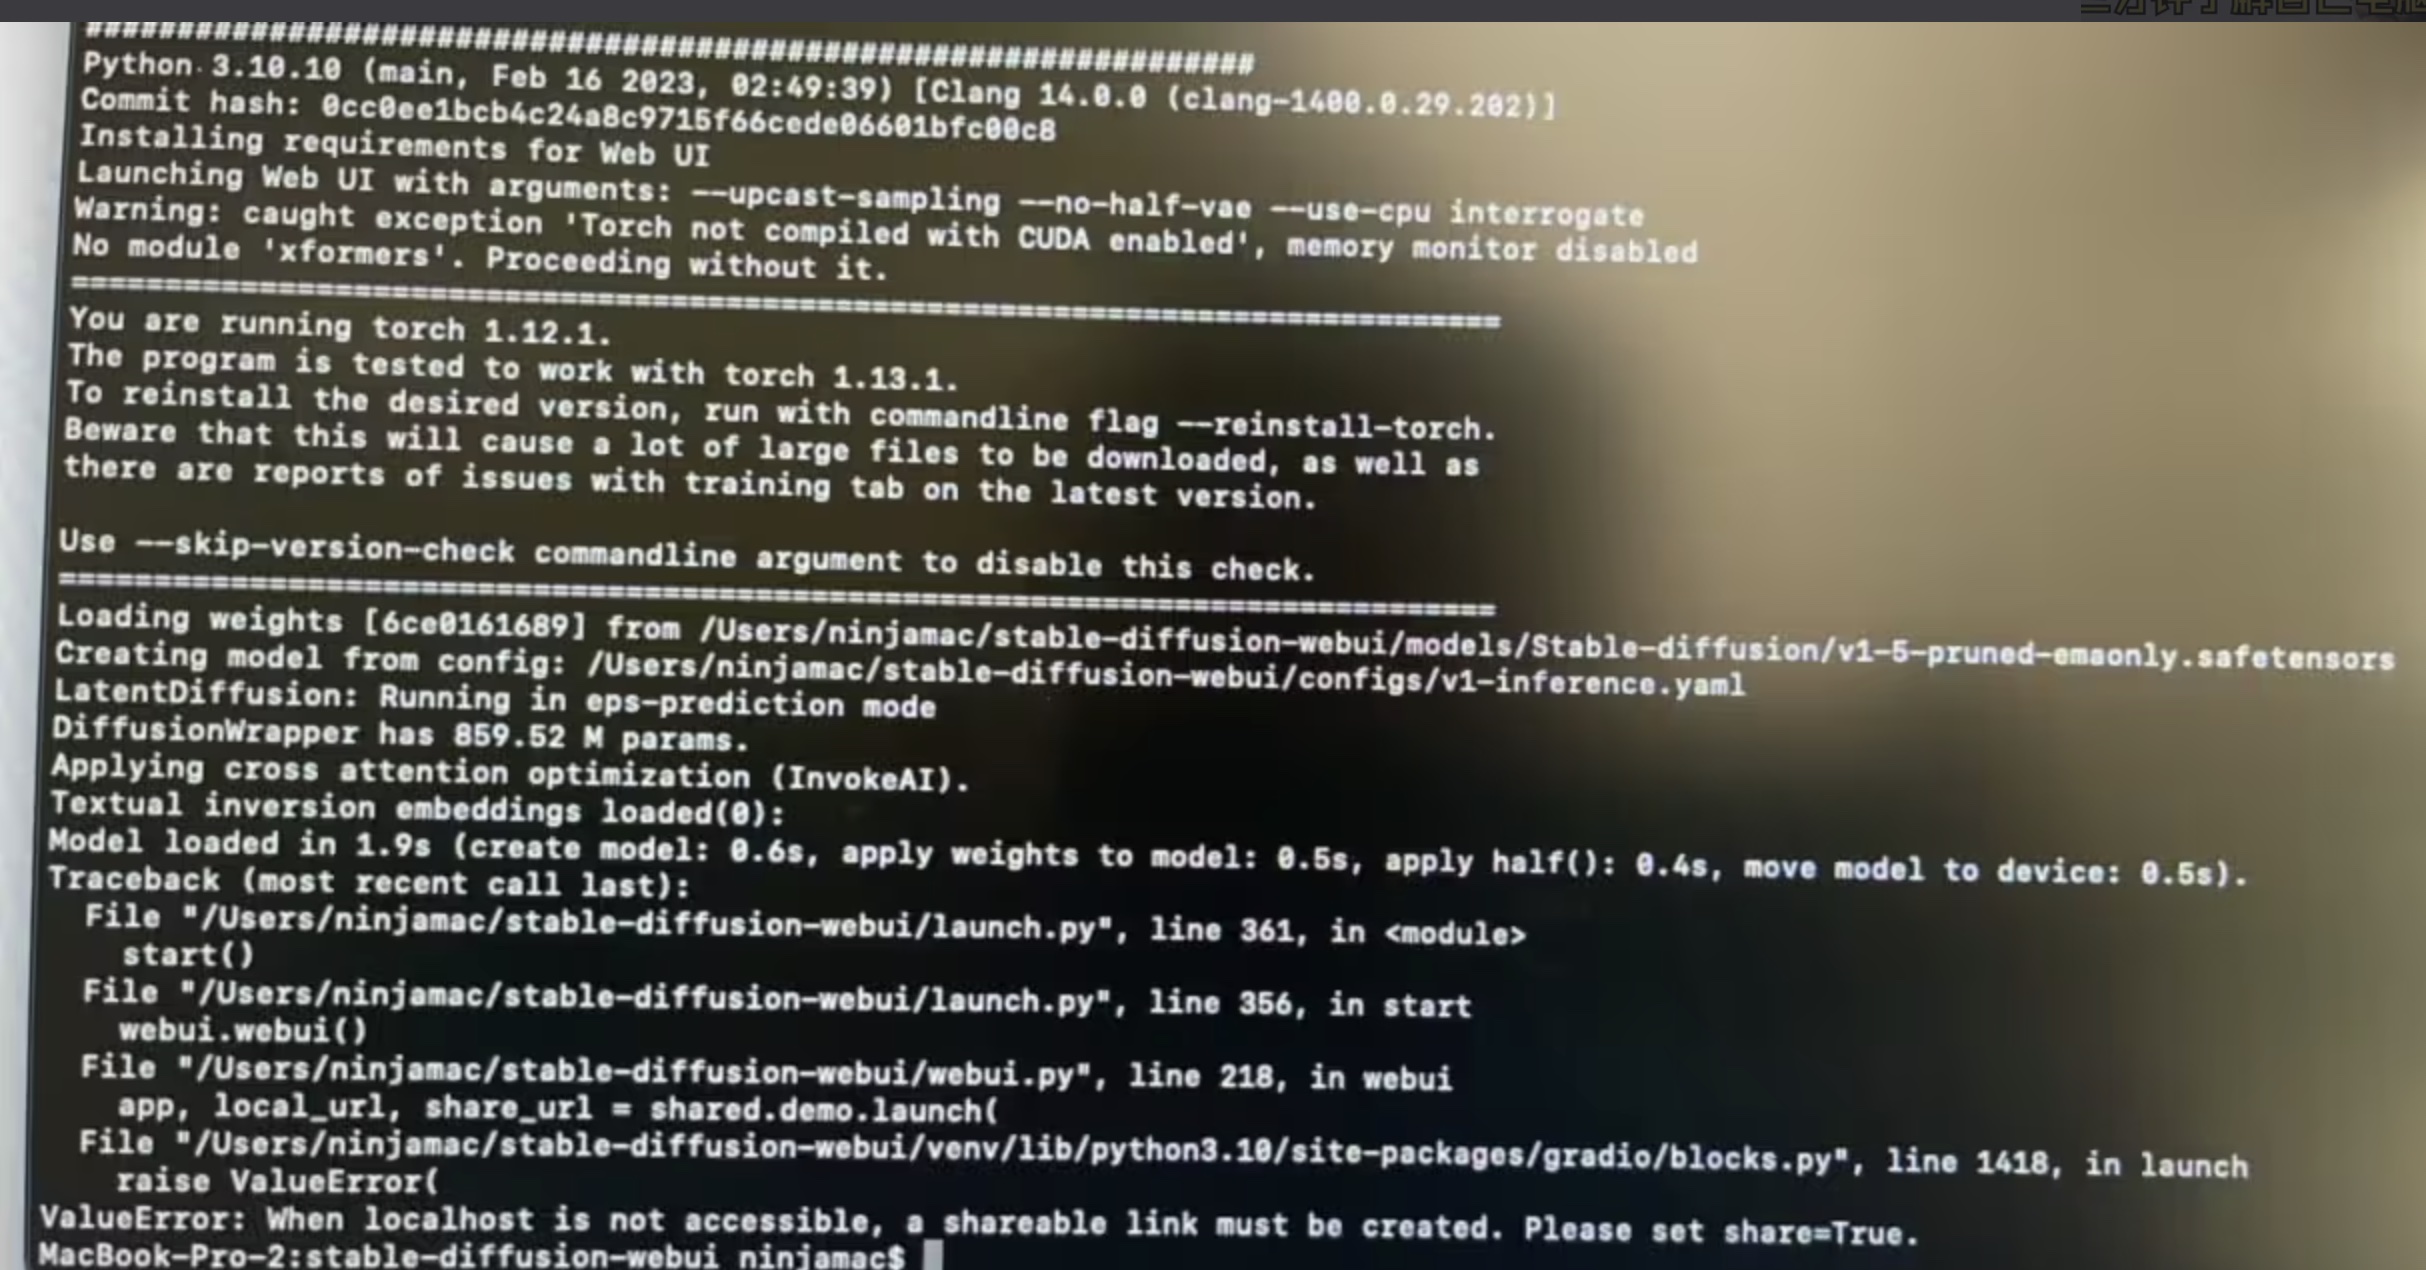 ################################################################
Python 3.10.10 (main, Feb 16 2023, 02:49:39) [Clang 14.0.0 (clang-1400.0.29.202)]
Commit hash: 0cc0ee1bcb4c24a8c9715f66cede06601bfc00c8
Installing requirements for Web UI
Launching Web UI with arguments: --upcast-sampling --no-half-vae --use-cpu interrogate
Warning: caught exception 'Torch not compiled with CUDA enabled', memory monitor disabled
No module 'xformers'. Proceeding without it.
==============================================================================
You are running torch 1.12.1.
The program is tested to work with torch 1.13.1.
To reinstall the desired version, run with commandline flag --reinstall-torch.
Beware that this will cause a lot of large files to be downloaded, as well as
there are reports of issues with training tab on the latest version.
Use --skip-version-check commandline argument to disable this check.
==============================================================================
Loading weights [6ce0161689] from /Users/ninjamac/stable-diffusion-webui/models/Stable-diffusion/v1-5-pruned-emaonly.safetensors
Creating model from config: /Users/ninjamac/stable-diffusion-webui/configs/v1-inference.yaml
LatentDiffusion: Running in eps-prediction mode
DiffusionWrapper has 859.52 M params.
Applying cross attention optimization (InvokeAI).
Textual inversion embeddings loaded(0):
Model loaded in 1.9s (create model: 0.6s, apply weights to model: 0.5s, apply half(): 0.4s, move model to device: 0.5s).
Traceback (most recent call last):
  File "/Users/ninjamac/stable-diffusion-webui/launch.py", line 361, in <module>
    start()
  File "/Users/ninjamac/stable-diffusion-webui/launch.py", line 356, in start
    webui.webui()
  File "/Users/ninjamac/stable-diffusion-webui/webui.py", line 218, in webui
    app, local_url, share_url = shared.demo.launch(
  File "/Users/ninjamac/stable-diffusion-webui/venv/lib/python3.10/site-packages/gradio/blocks.py", line 1418, in launch
    raise ValueError(
ValueError: When localhost is not accessible, a shareable link must be created. Please set share=True.
MacBook-Pro-2:stable-diffusion-webui ninjamac$